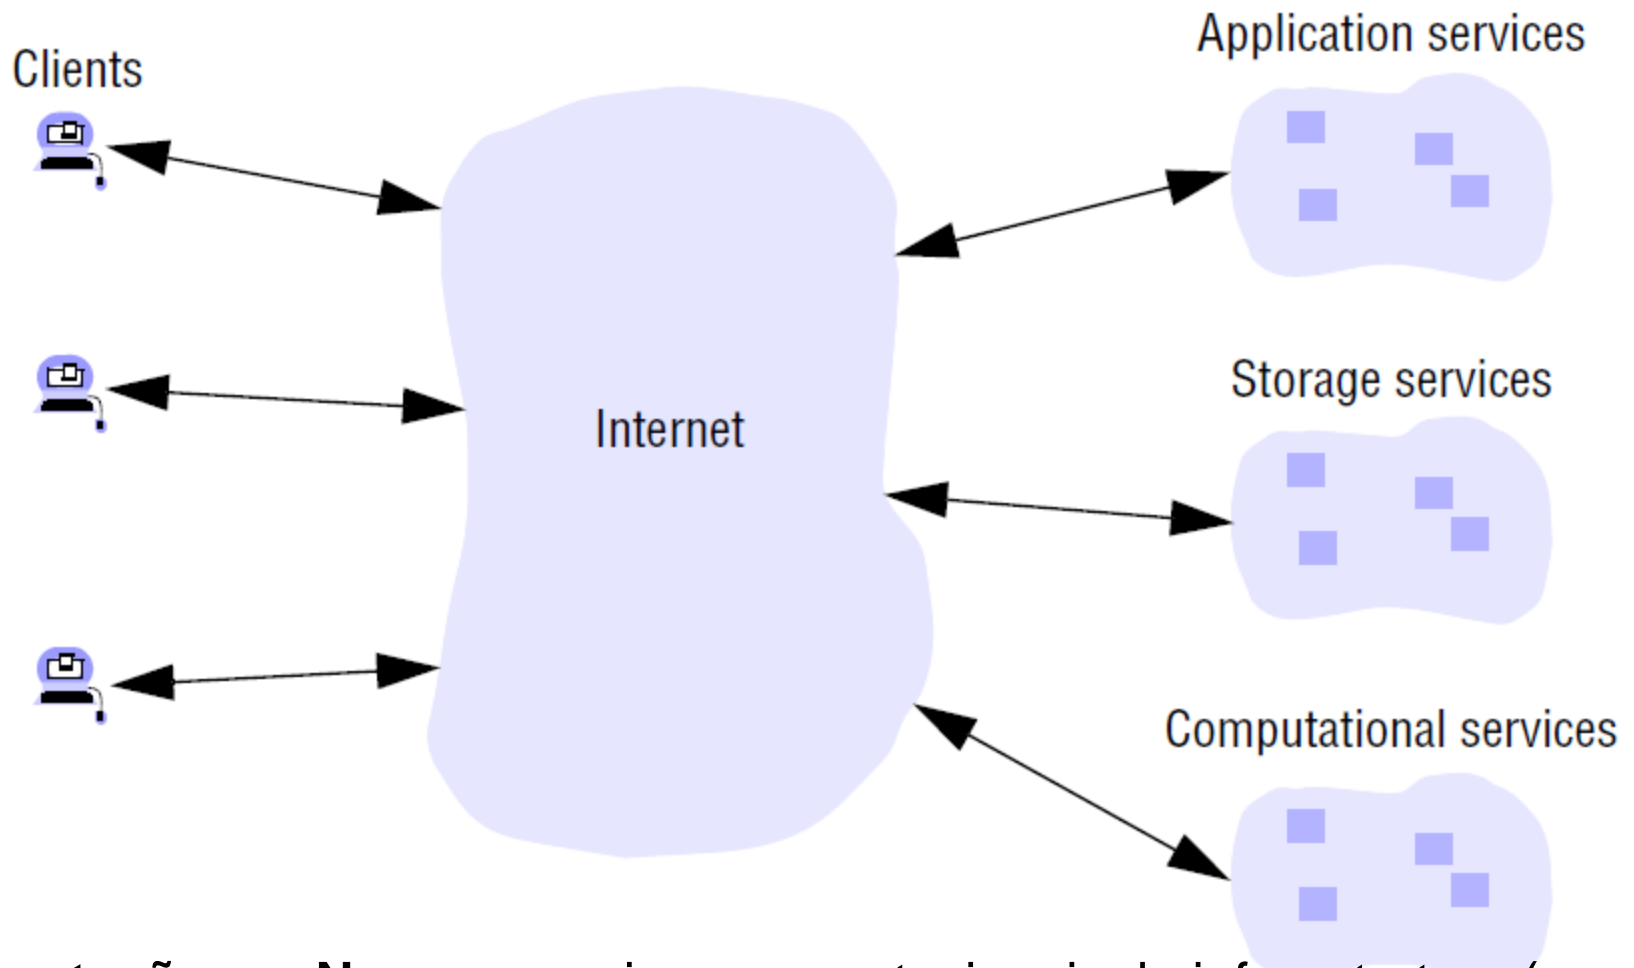 Application services
Clients
Storage services
Internet
Computational services